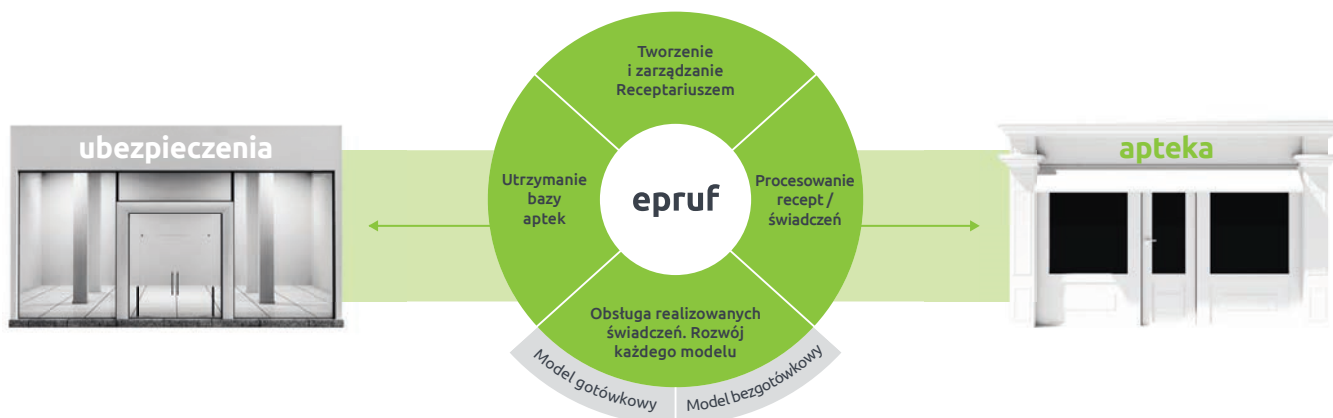 ubezpieczenia
Tworzenie
i zarządzanie
Receptariuszem
Utrzymanie
bazy
aptek
epruf
Procesowanie
recept /
świadczeń
Obsługa realizowanych
świadczeń. Rozwój
każdego modelu
Model gotówkowy
Model bezgotówkowy
apteka